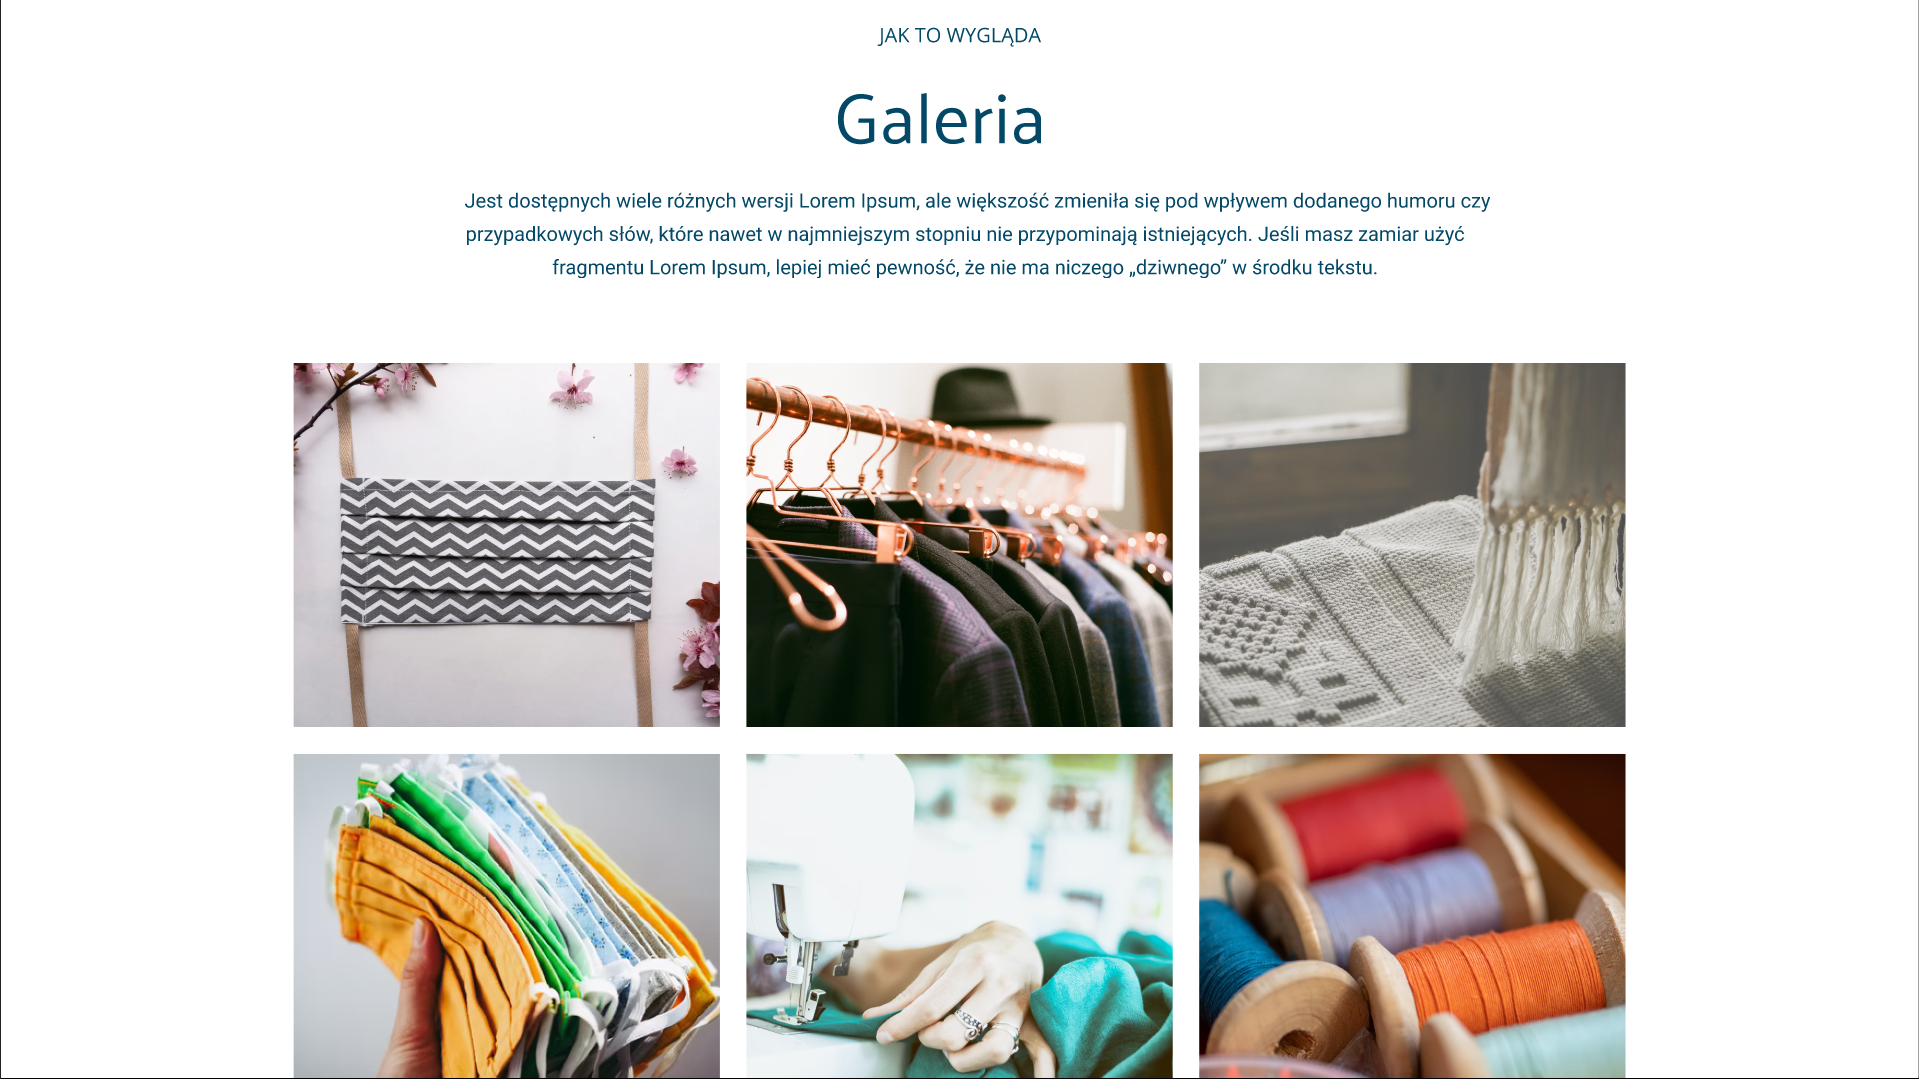 JAK TO WYGLĄDA
Galeria
Jest dostępnych wiele różnych wersji Lorem Ipsum, ale większość zmieniła się pod wpływem dodanego humoru czy
przypadkowych słów, które nawet w najmniejszym stopniu nie przypominają istniejących. Jeśli masz zamiar użyć
fragmentu Lorem Ipsum, lepiej mieć pewność, że nie ma niczego „dziwnego” w środku tekstu.